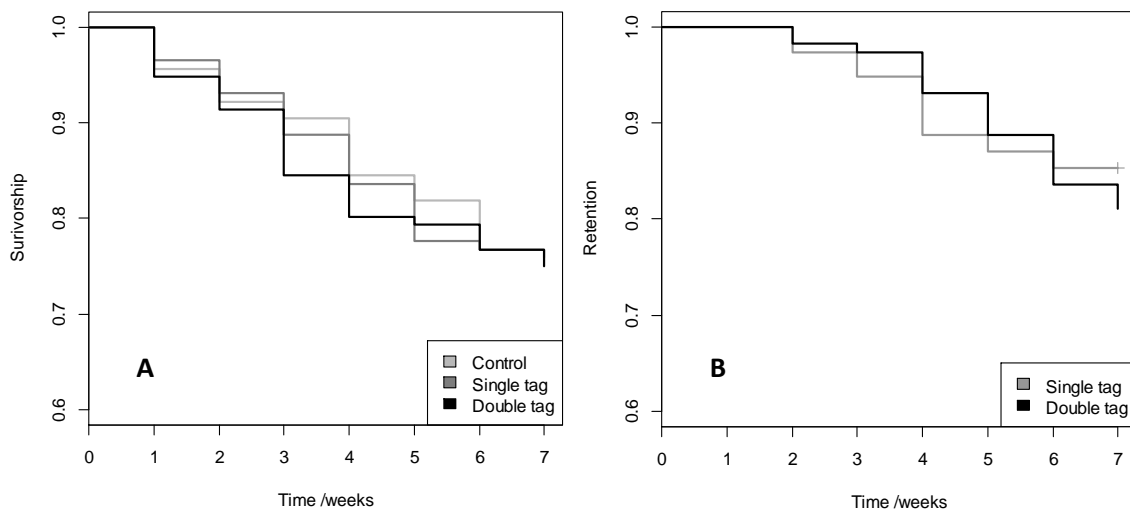 Surivorship
1.0
0.9
0.8
0.7
0.6
A
Control
Single tag
Double tag
0 1 2 3 4 5 6 7
Time /weeks
Retention
1.0
0.9
0.8
0.7
0.6
B
Single tag
Double tag
0 1 2 3 4 5 6 7
Time /weeks